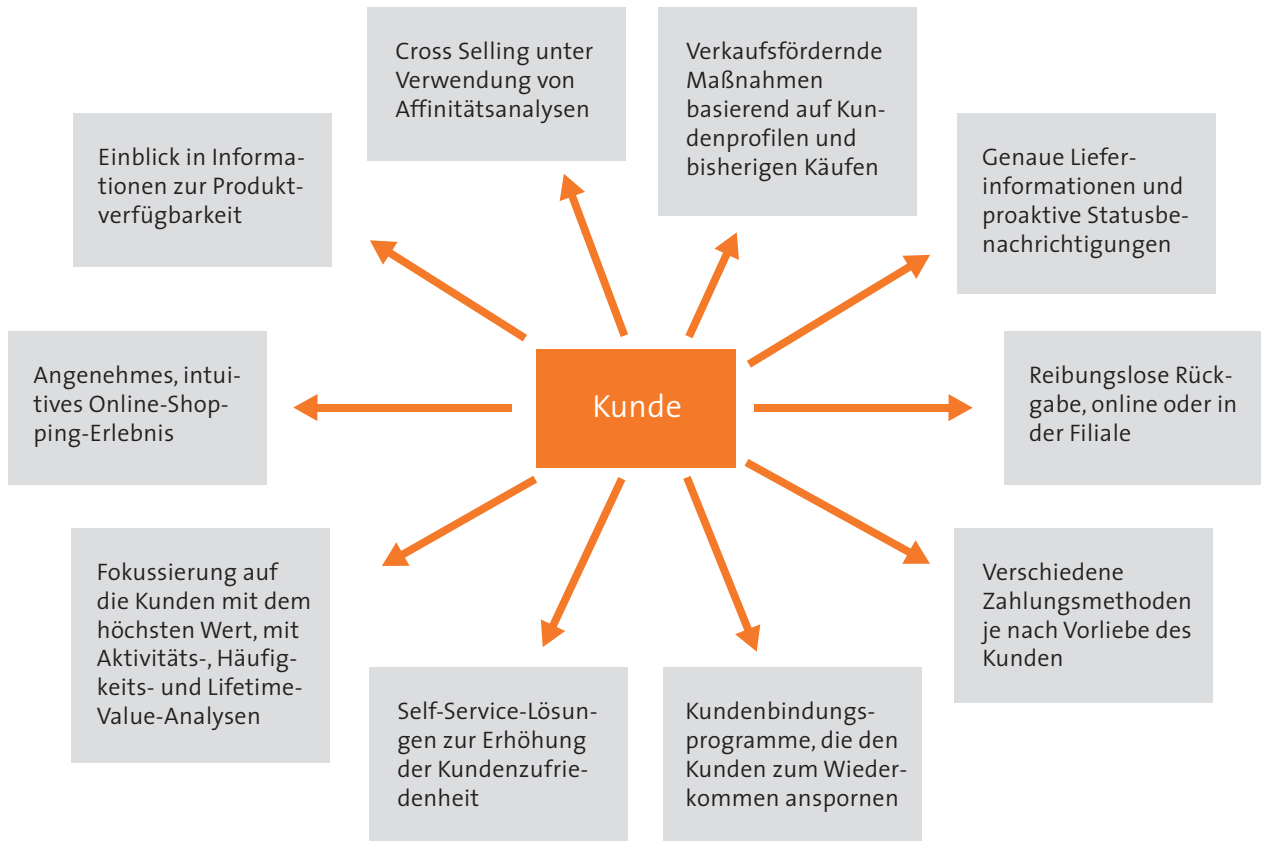 Cross Selling unter
Verwendung von
Affinitätsanalysen
Verkaufsfördernde
Maßnahmen
basierend auf Kun-
denprofilen und
bisherigen Käufen
Einblick in Informa-
tionen zur Produkt-
verfügbarkeit
Genaue Liefer-
informationen und
proaktive Statusbe-
nachrichtigungen
Angenehmes, intui-
tives Online-Shop-
ping-Erlebnis
Kunde
Reibungslose Rück-
gabe, online oder in
der Filiale
Fokussierung auf
die Kunden mit dem
höchsten Wert, mit
Aktivitäts-, Häufig-
keits- und Lifetime-
Value-Analysen
Self-Service-Lösun-
gen zur Erhöhung
der Kundenzufrie-
denheit
Kundenbindungs-
programme, die den
Kunden zum Wieder-
kommen anspornen
Verschiedene
Zahlungsmethoden
je nach Vorliebe des
Kunden